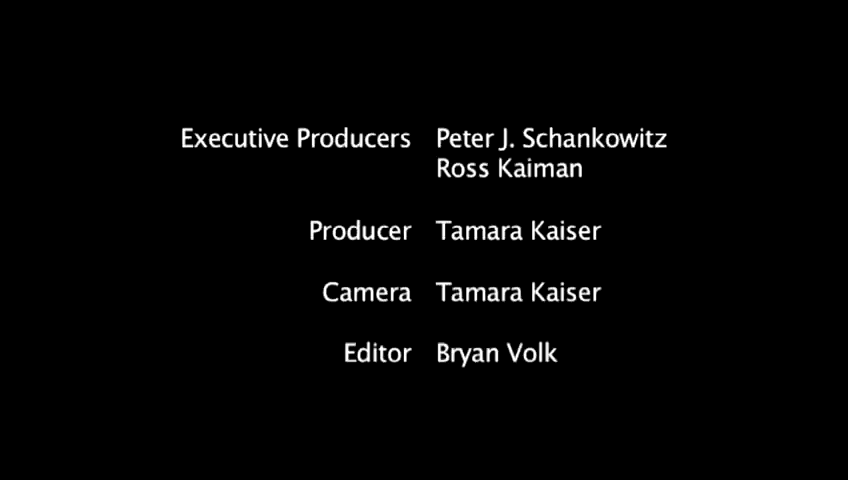 Executive Producers Peter J. Schankowitz
Ross Kaiman
Producer Tamara Kaiser
Camera Tamara Kaiser
Editor Bryan Volk